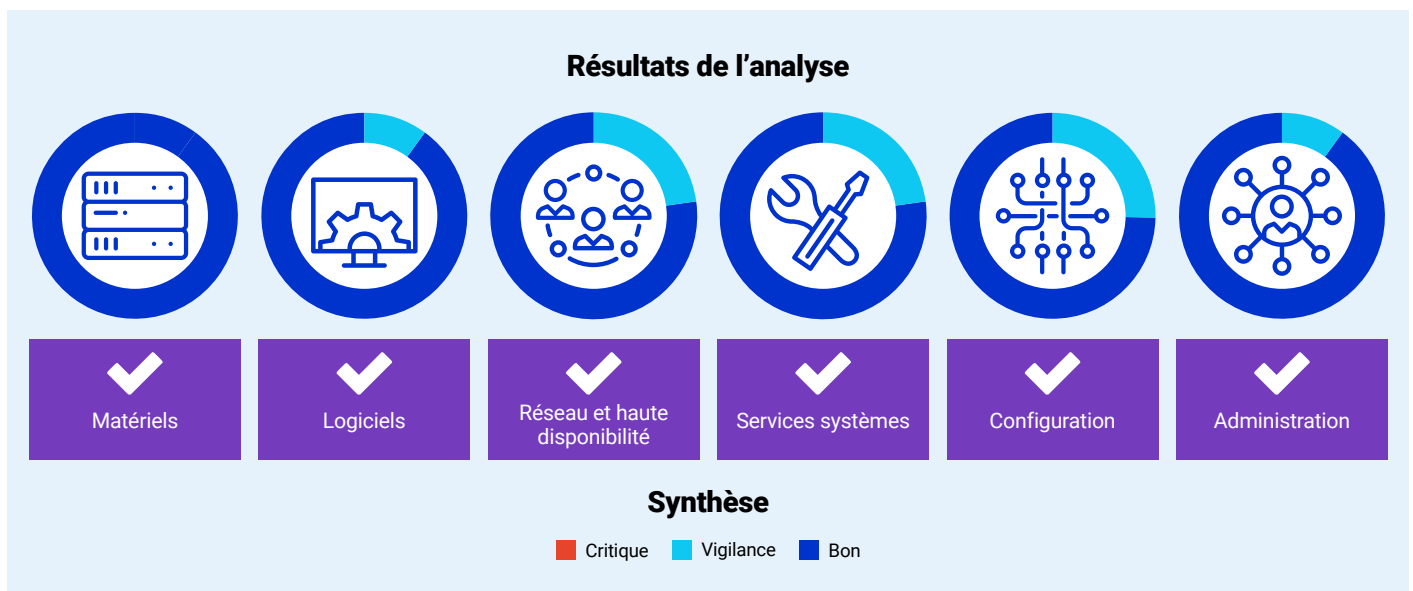 Résultats de l’analyse
Matériels
Logiciels
Réseau et haute
disponibilité
Services systèmes
Configuration
Administration
Synthèse
Critique
Vigilance
Bon